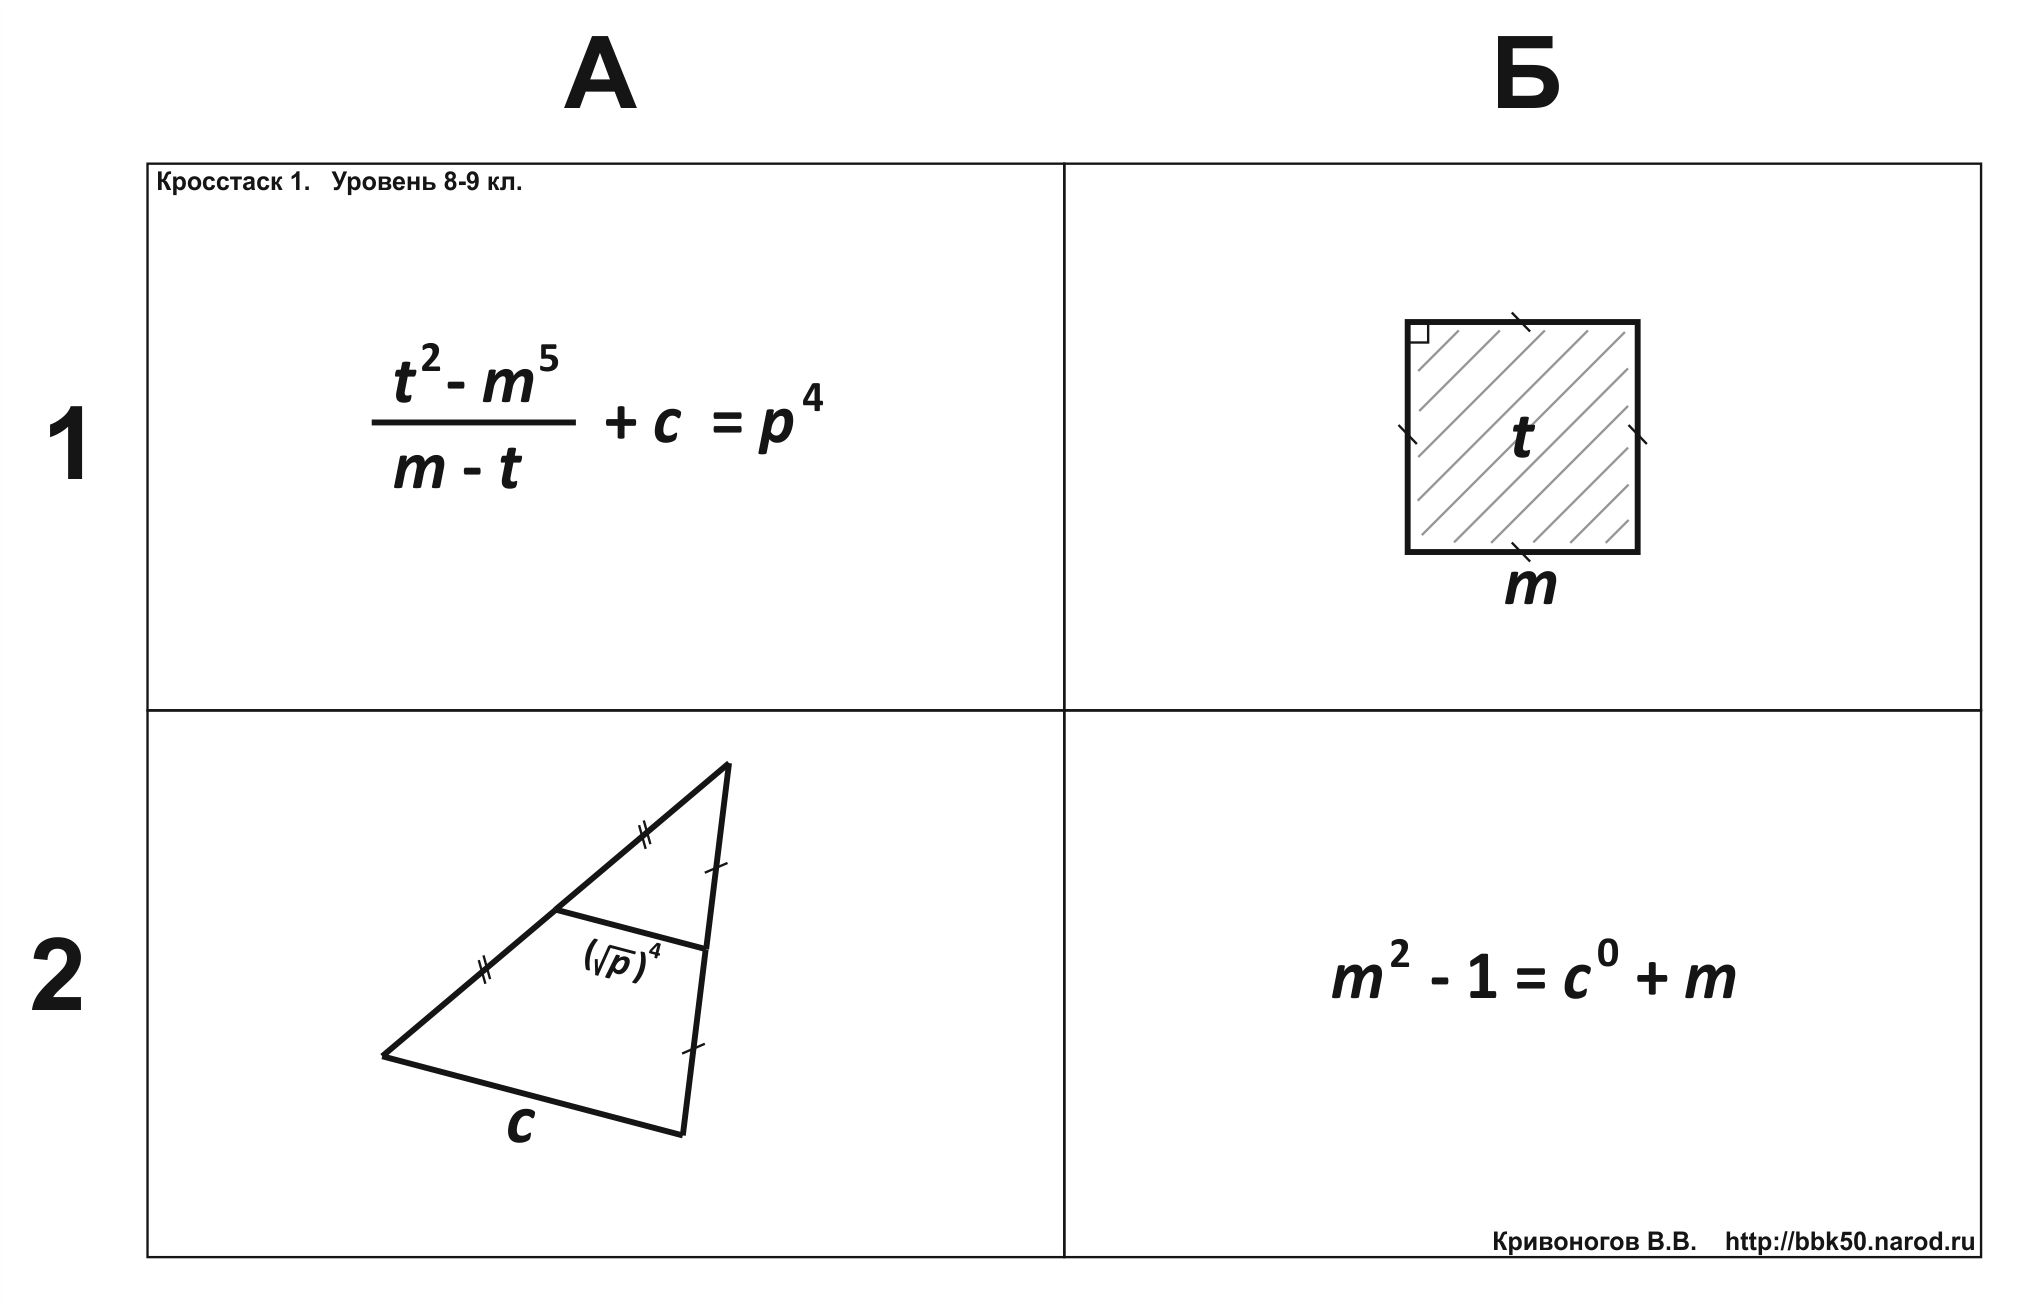 А Б
Кросстаск 1. Уровень 8-9 кл.
1
t² - m⁵
m - t
+ c = p⁴
t
m
2
(√p)⁴
c
m² - 1 = c⁰ + m
Кривоногов В.В. http://bbk50.narod.ru